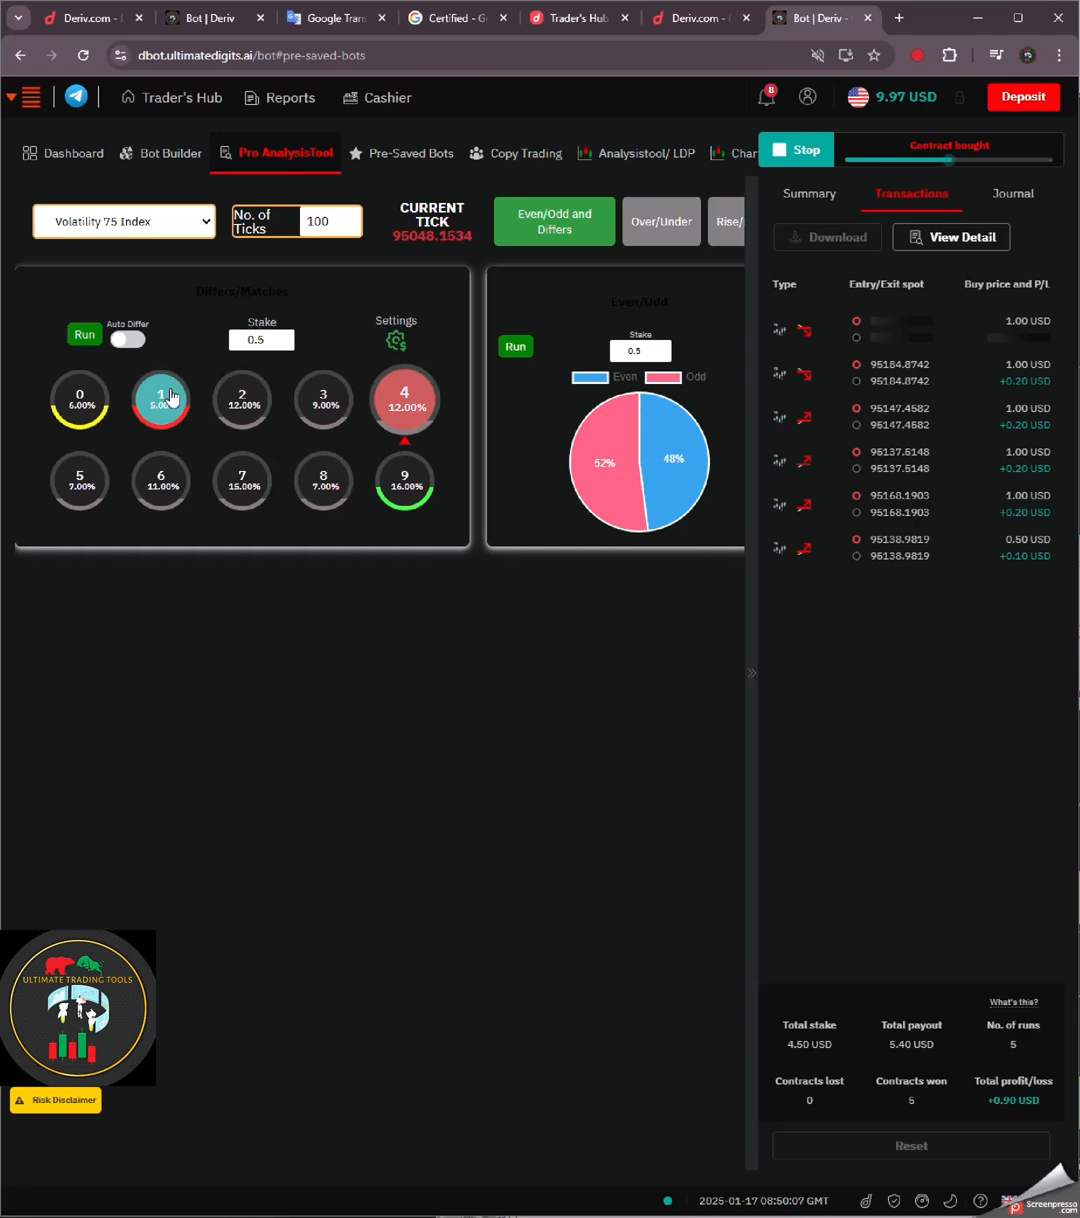 Deriv.com - D
Bot | Deriv
Google Tran
Certified - Go
Trader's Hub
Deriv.com - O
Bot | Deriv -
dbot.ultimatedigits.ai/bot#pre-saved-bots
Trader's Hub
Reports
Cashier
8
9.97 USD
Deposit
Dashboard
Bot Builder
Pro AnalysisTool
Pre-Saved Bots
Copy Trading
Analysistool/ LDP
Char
Stop
Contract bought
Summary
Transactions
Journal
Volatility 75 Index
No. of
Ticks
100
CURRENT
TICK
95048.1534
Even/Odd and
Differs
Over/Under
Rise/
Download
View Detail
Type
Entry/Exit spot
Buy price and P/L
1.00 USD
95184.8742 1.00 USD
95184.8742 +0.20 USD
95147.4582 1.00 USD
95147.4582 +0.20 USD
95137.5148 1.00 USD
95137.5148 +0.20 USD
95168.1903 1.00 USD
95168.1903 +0.20 USD
95138.9819 0.50 USD
95138.9819 +0.10 USD
Differs/Matches
Run
Auto Differ
Stake
0.5
Settings
0
6.00%
1
2
12.00%
3
9.00%
4
12.00%
5
7.00%
6
11.00%
7
15.00%
8
7.00%
9
16.00%
Even/Odd
Run
Stake
0.5
Even
Odd
52%
48%
ULTIMATE TRADING TOOLS
Risk Disclaimer
What's this?
Total stake
Total payout
No. of runs
4.50 USD
5.40 USD
5
Contracts lost
Contracts won
Total profit/loss
0
5
+0.90 USD
Reset
2025-01-17 08:50:07 GMT
Screenpresso
.com